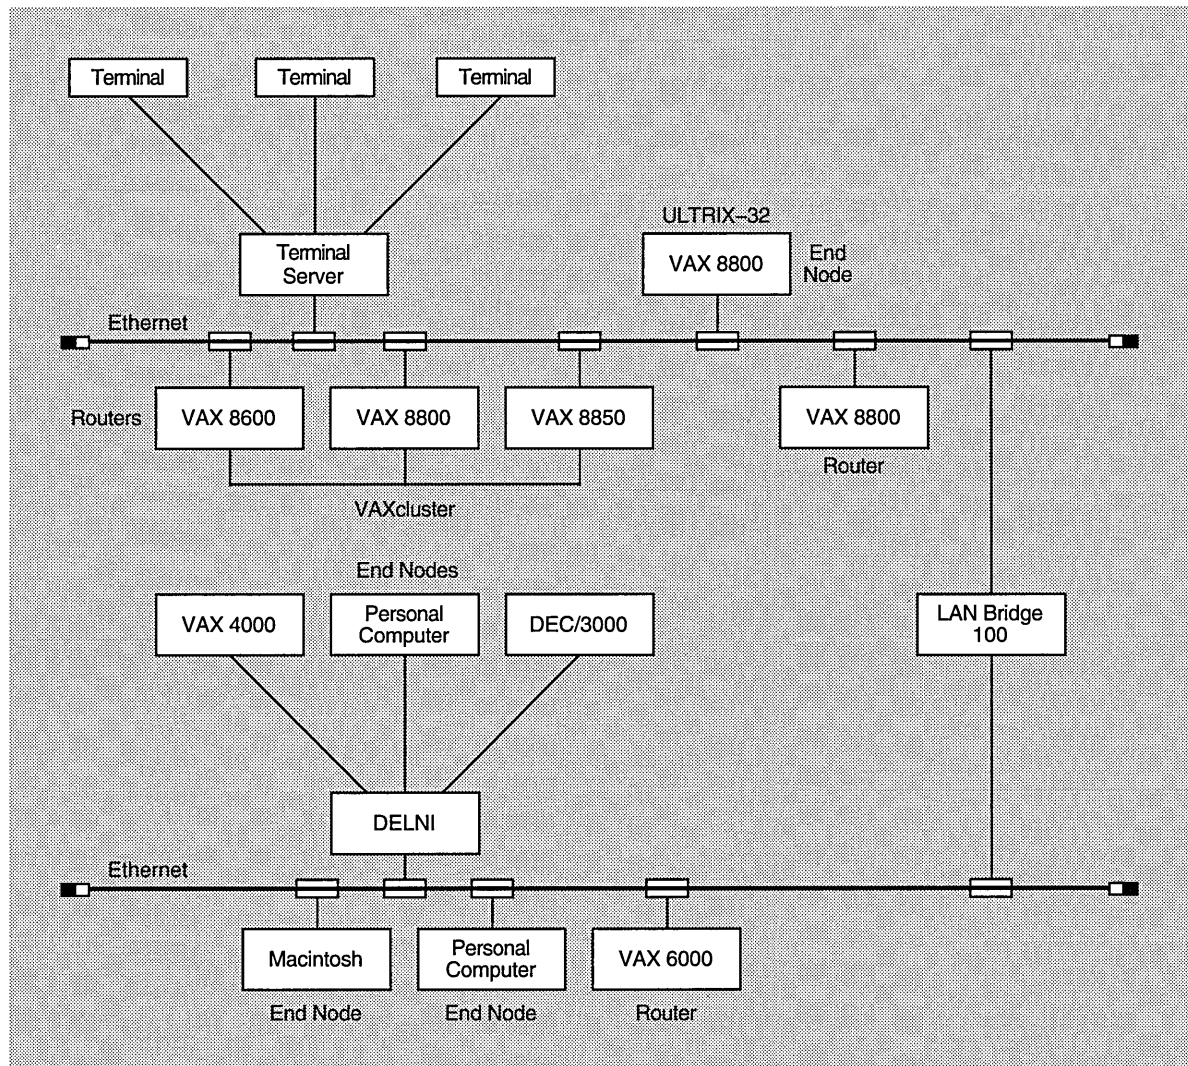 Terminal
Terminal
Terminal
ULTRIX–32
Terminal
Server
VAX 8800
End
Node
Ethernet
Routers
VAX 8600
VAX 8800
VAX 8850
VAX 8800
Router
VAXcluster
End Nodes
VAX 4000
Personal
Computer
DEC/3000
LAN Bridge
100
DELNI
Ethernet
Macintosh
Personal
Computer
VAX 6000
End Node
End Node
Router